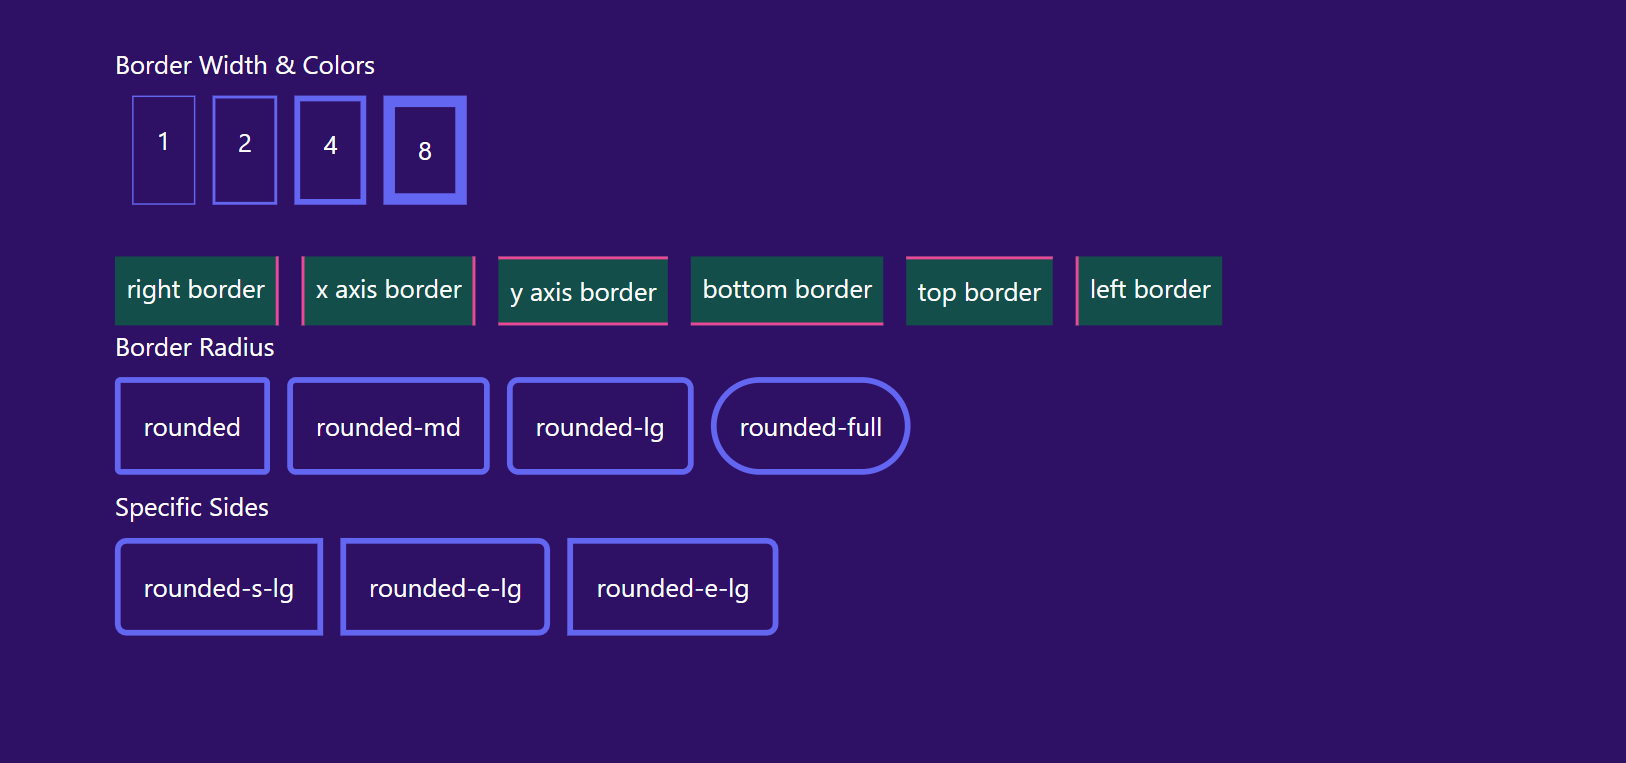 Border Width & Colors
1 2 4 8
right border x axis border y axis border bottom border top border left border
Border Radius
rounded rounded-md rounded-lg rounded-full
Specific Sides
rounded-s-lg rounded-e-lg rounded-e-lg